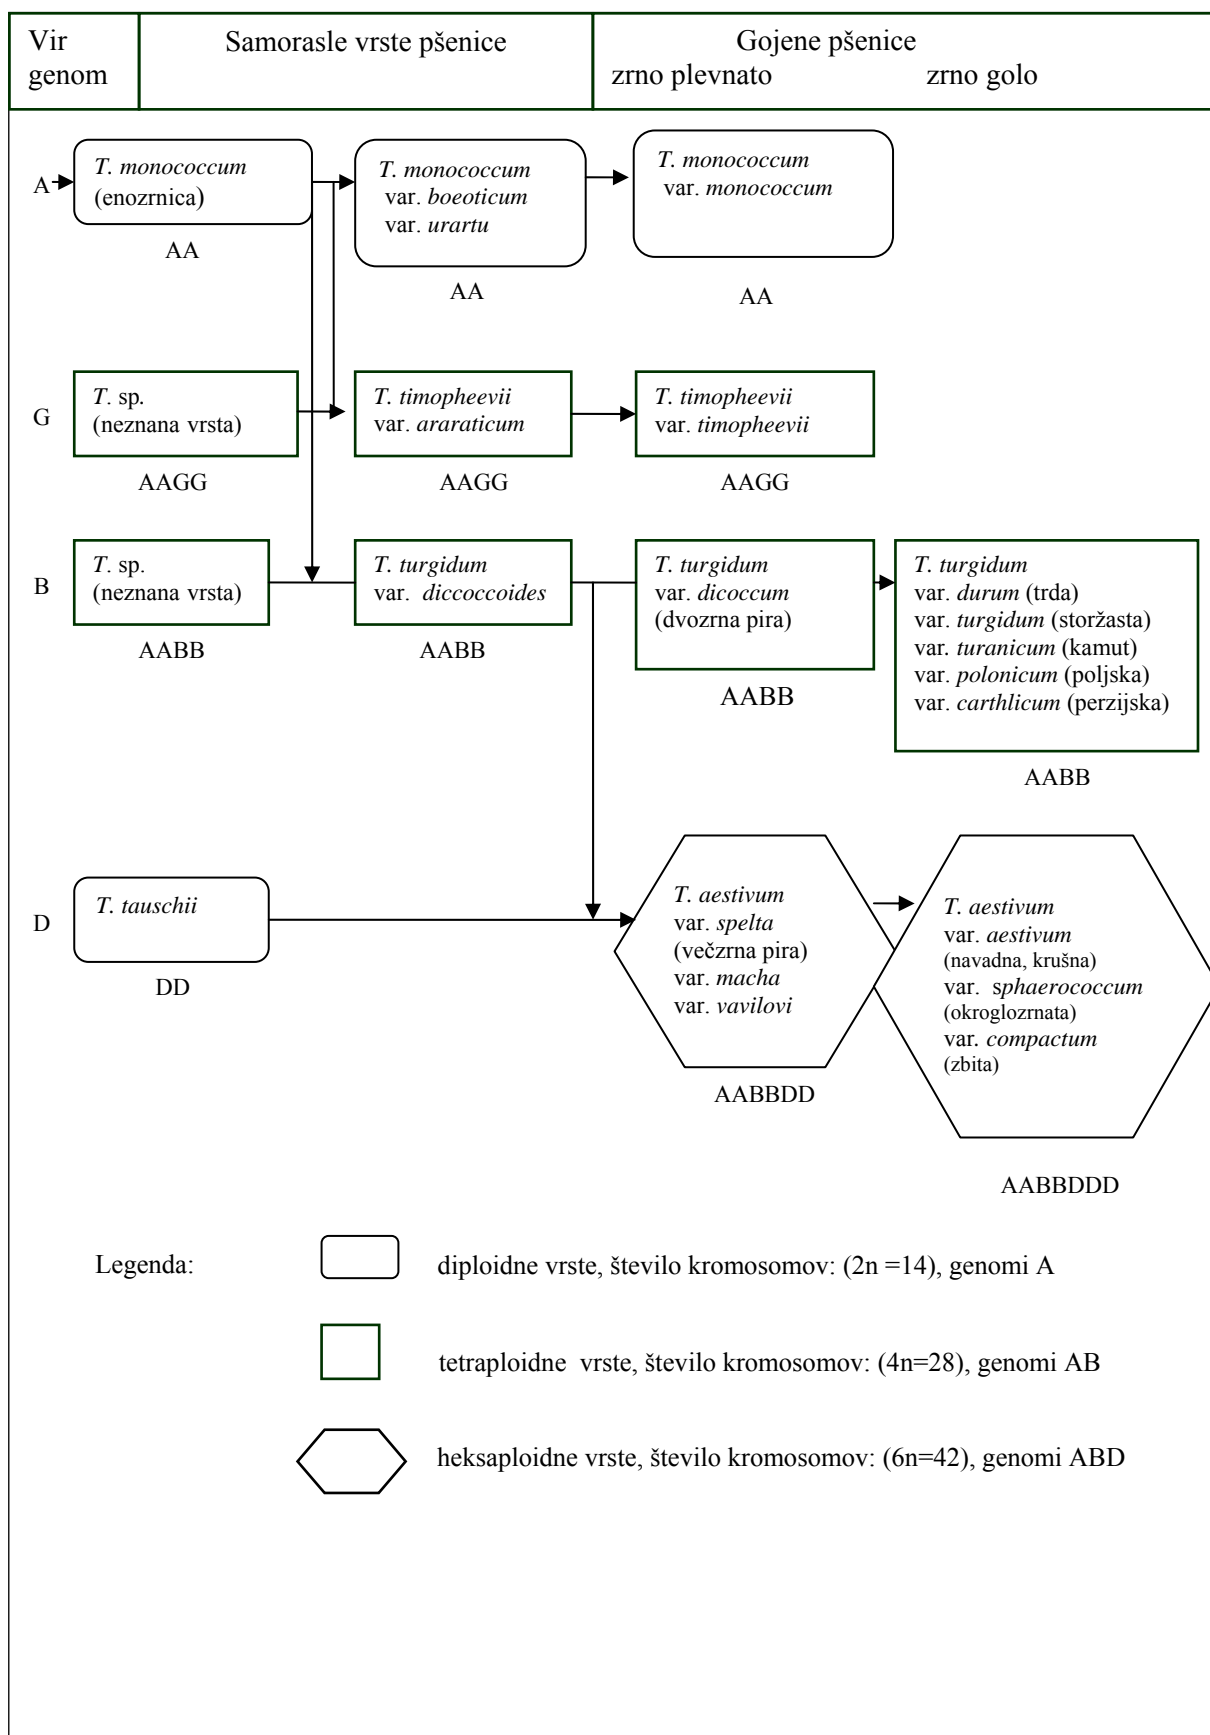 Vir
genom
Samorasle vrste pšenice
Gojene pšenice
zrno plevnato zrno golo
A
T. monococcum
(enozrnica)
AA
T. monococcum
var. boeoticum
var. urartu
AA
T. monococcum
var. monococcum
AA
G
T. sp.
(neznana vrsta)
AAGG
T. timopheevii
var. araraticum
AAGG
T. timopheevii
var. timopheevii
AAGG
B
T. sp.
(neznana vrsta)
AABB
T. turgidum
var. diccoccoides
AABB
T. turgidum
var. dicoccum
(dvozrna pira)
AABB
T. turgidum
var. durum (trda)
var. turgidum (storžasta)
var. turanicum (kamut)
var. polonicum (poljska)
var. carthlicum (perzijska)
AABB
D
T. tauschii
DD
T. aestivum
var. spelta
(večzrna pira)
var. macha
var. vavilovi
AABBDD
T. aestivum
var. aestivum
(navadna, krušna)
var. sphaerococcum
(okroglozrnata)
var. compactum
(zbita)
AABBDDD
Legenda:
diploidne vrste, število kromosomov: (2n =14), genomi A
tetraploidne vrste, število kromosomov: (4n=28), genomi AB
heksaploidne vrste, število kromosomov: (6n=42), genomi ABD